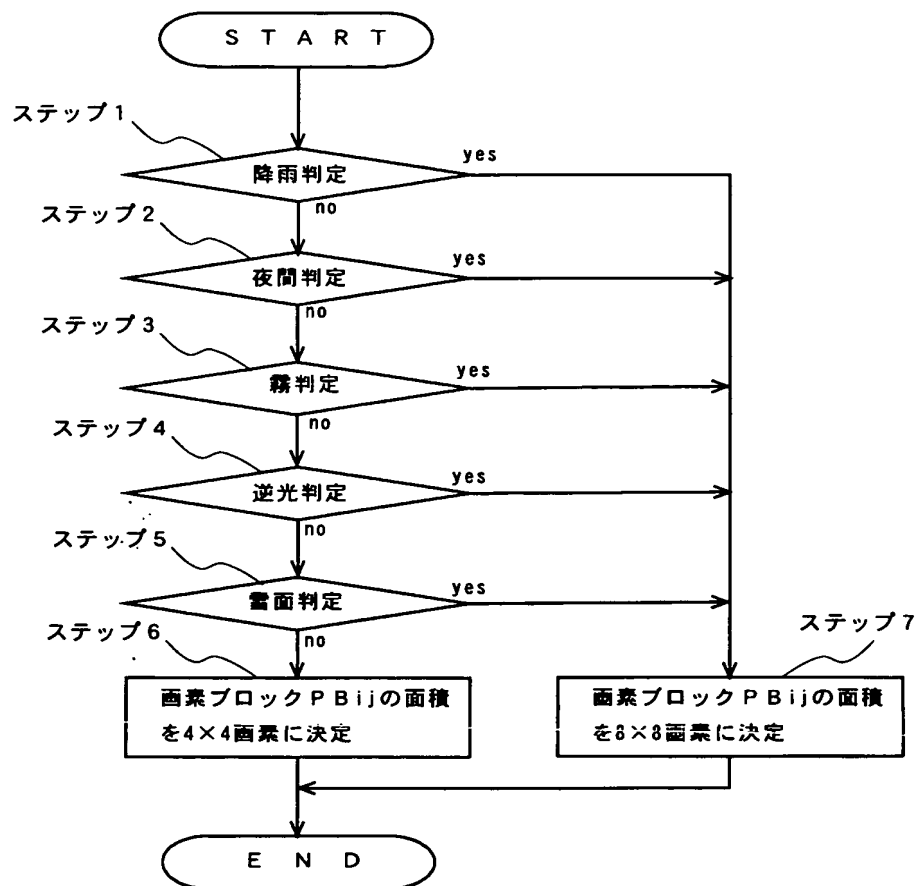 START
ステップ1
降雨判定
yes
no
ステップ2
夜間判定
yes
no
ステップ3
霧判定
yes
no
ステップ4
逆光判定
yes
no
ステップ5
雪面判定
yes
no
ステップ6
画素ブロックPBijの面積
を4×4画素に決定
ステップ7
画素ブロックPBijの面積
を8×8画素に決定
END